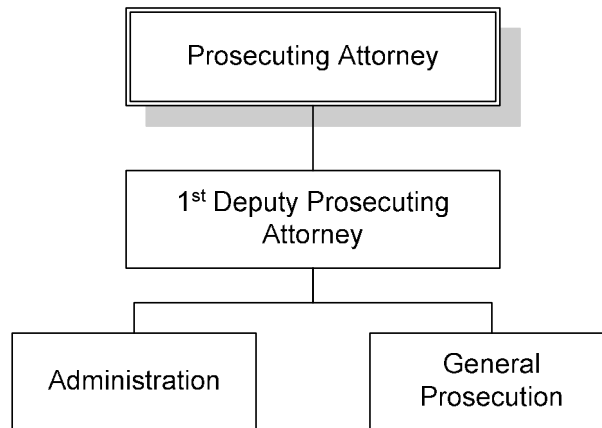 Prosecuting Attorney
1st Deputy Prosecuting
Attorney
Administration
General
Prosecution